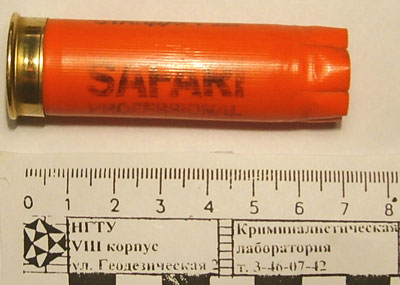 SAFARI
PROFESSIONAL
0 1 2 3 4 5 6 7 8
НГТУ
VIII корпус
ул. Геодезическая
Криминалистическая
лаборатория
т. 3-46-07-42